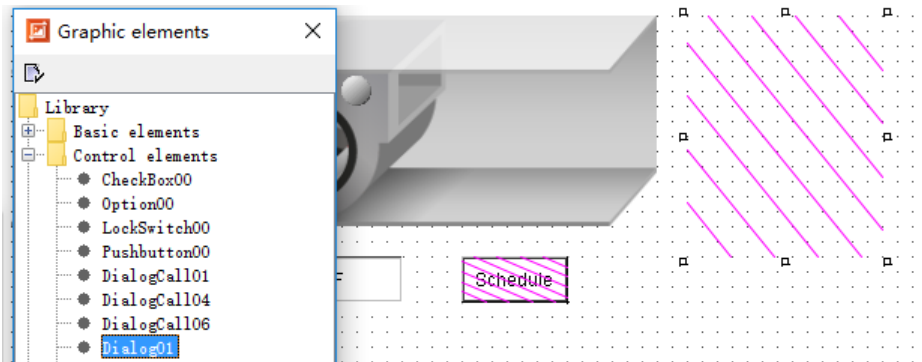 Graphic elements
Library
Basic elements
Control elements
CheckBox00
Option00
LockSwitch00
Pushbutton00
DialogCall01
F
Schedule
DialogCall04
DialogCall06
Dialog01